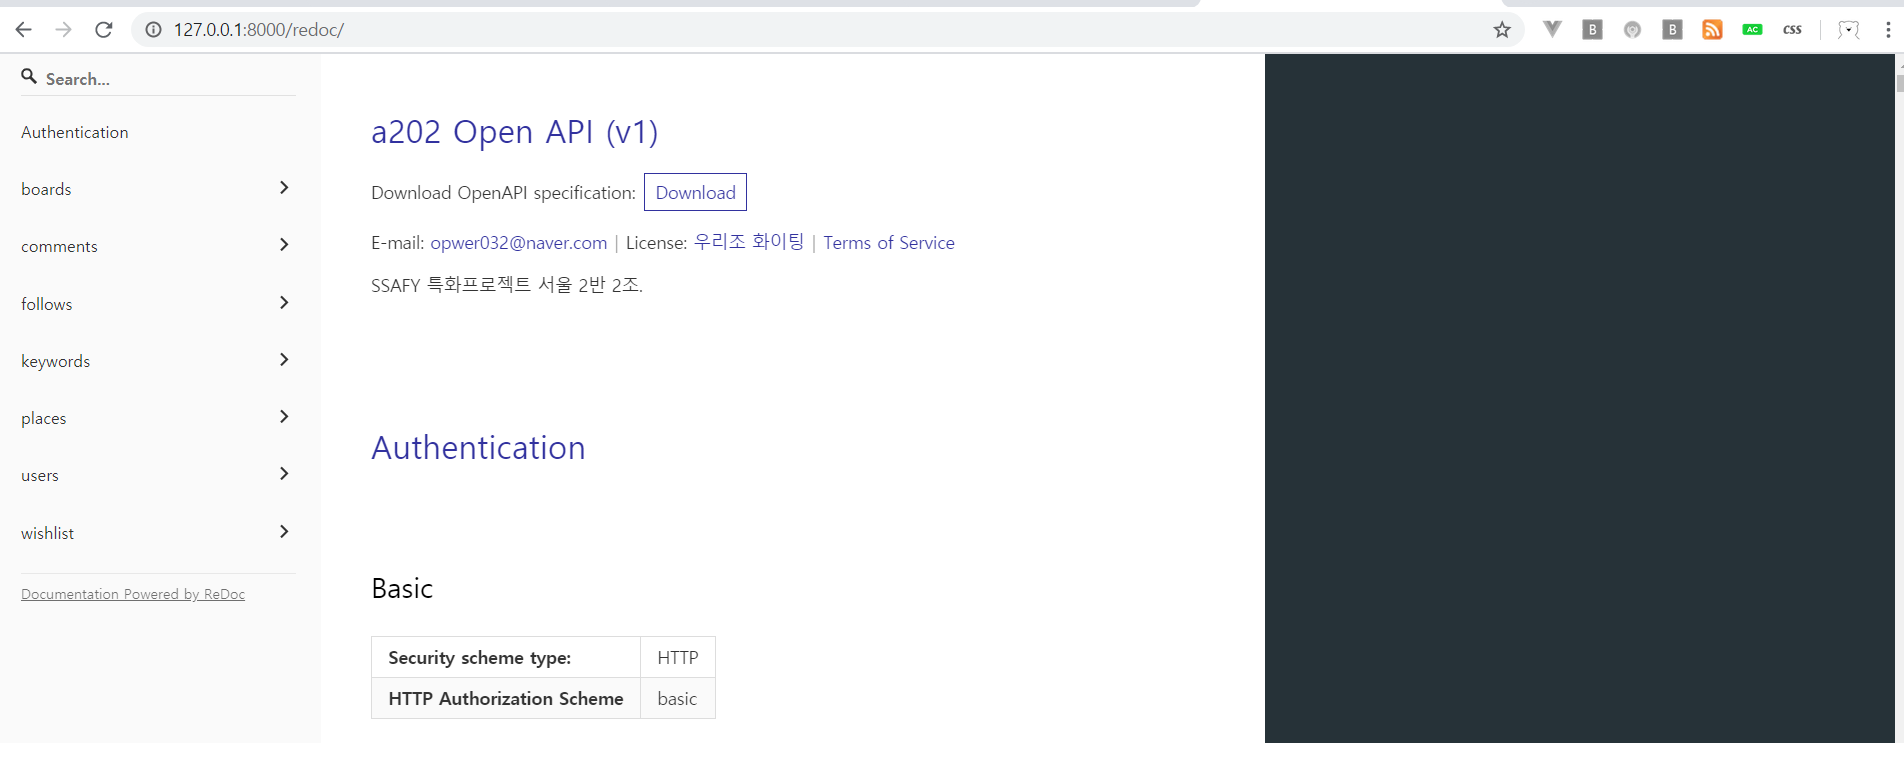 127.0.0.1:8000/redoc/
B
B
AC
css
Search...
Authentication
boards
comments
follows
keywords
places
users
wishlist
Documentation Powered by ReDoc
a202 Open API (v1)
Download OpenAPI specification: Download
E-mail: opwer032@naver.com | License: 우리조 화이팅 | Terms of Service
SSAFY 특화프로젝트 서울 2반 2조.
Authentication
Basic
Security scheme type: HTTP
HTTP Authorization Scheme basic